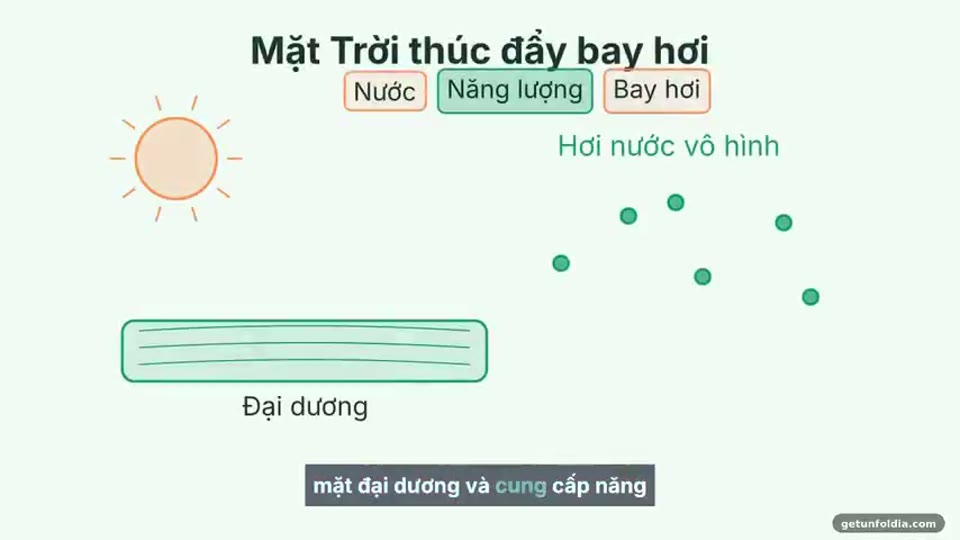 Mặt Trời thúc đẩy bay hơi
Nước Năng lượng Bay hơi
Hơi nước vô hình
Đại dương
mặt đại dương và cung cấp năng
getunfoldia.com